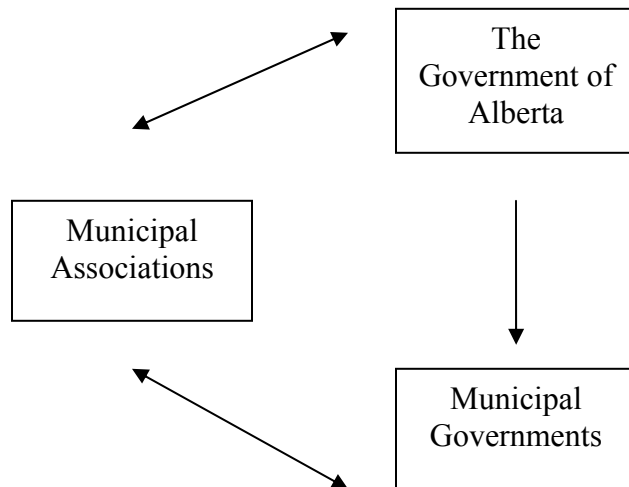 The
Government of
Alberta
Municipal
Associations
Municipal
Governments